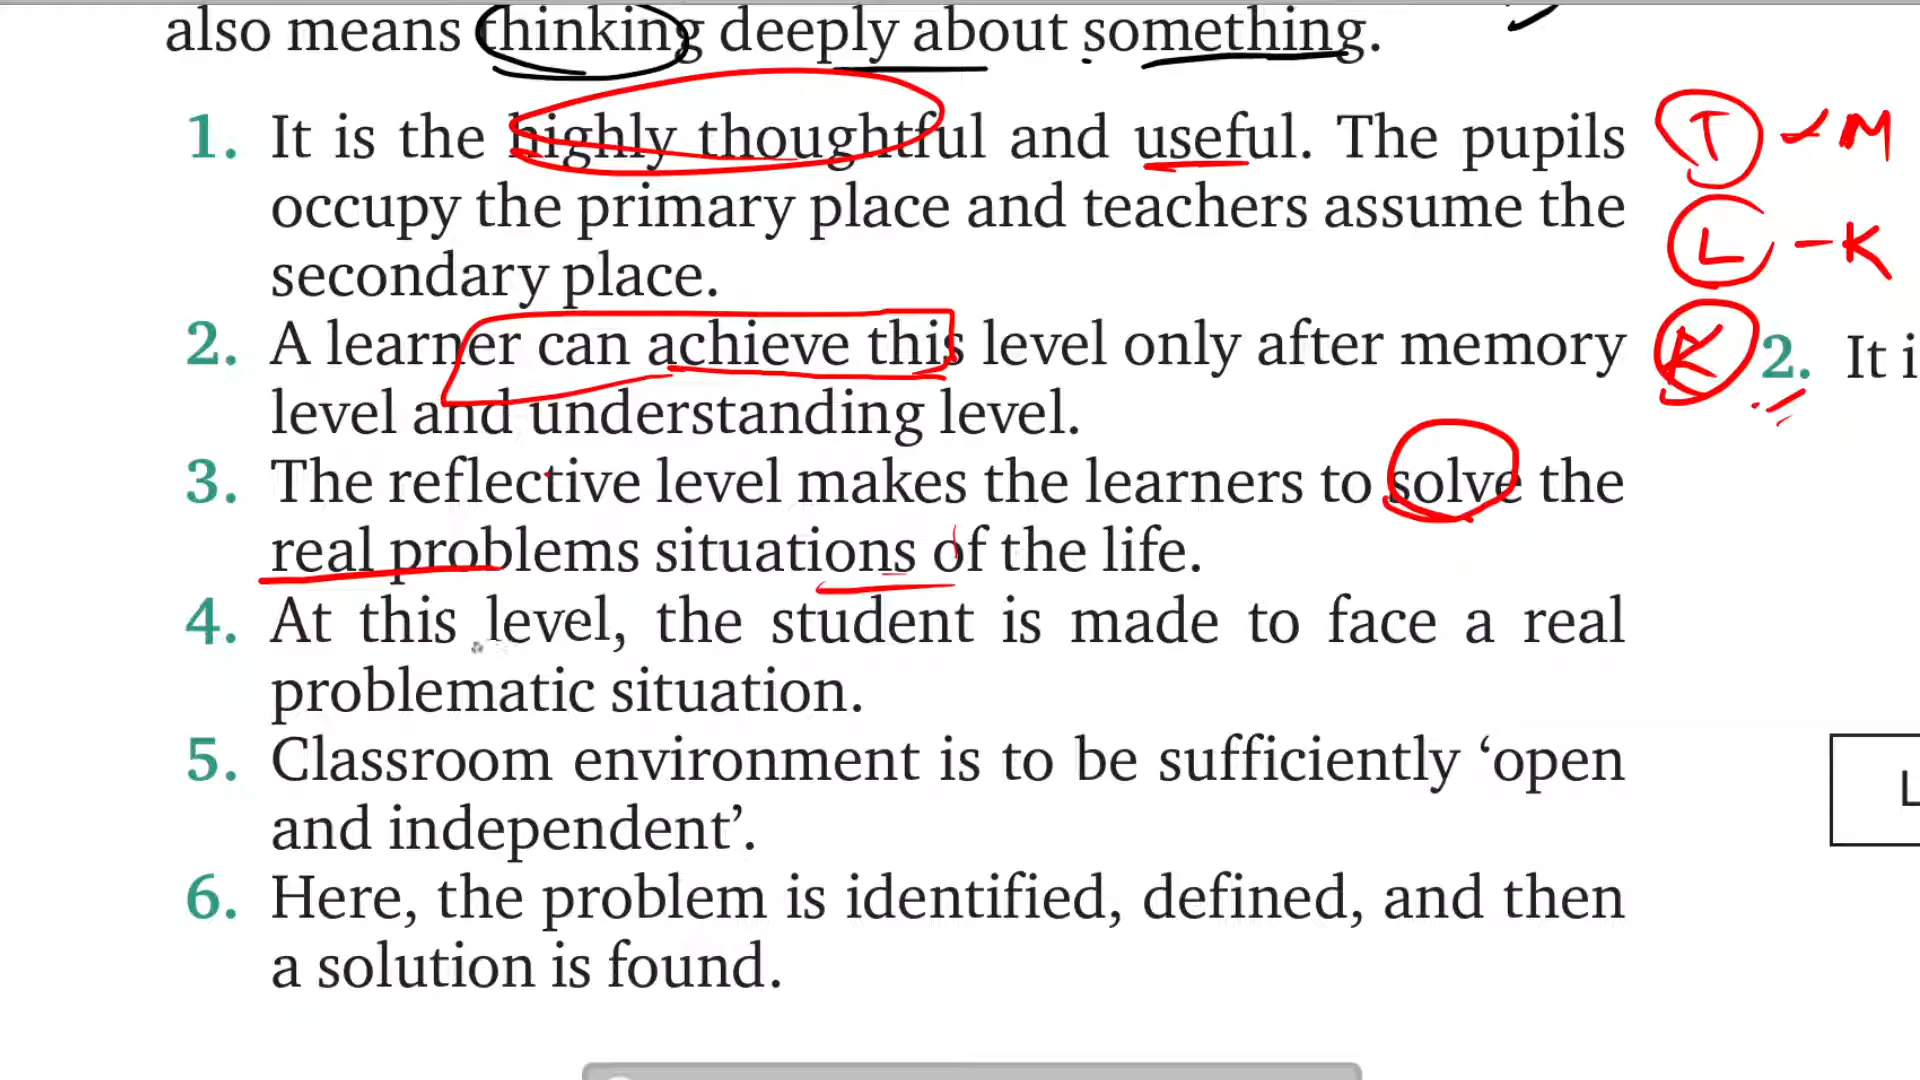 also means thinking deeply about something.
1. It is the highly thoughtful and useful. The pupils
occupy the primary place and teachers assume the
secondary place.
2. A learner can achieve this level only after memory
level and understanding level.
3. The reflective level makes the learners to solve the
real problems situations of the life.
4. At this level, the student is made to face a real
problematic situation.
5. Classroom environment is to be sufficiently ‘open
and independent’.
6. Here, the problem is identified, defined, and then
a solution is found.
T - M
L - K
K
2. It i
L